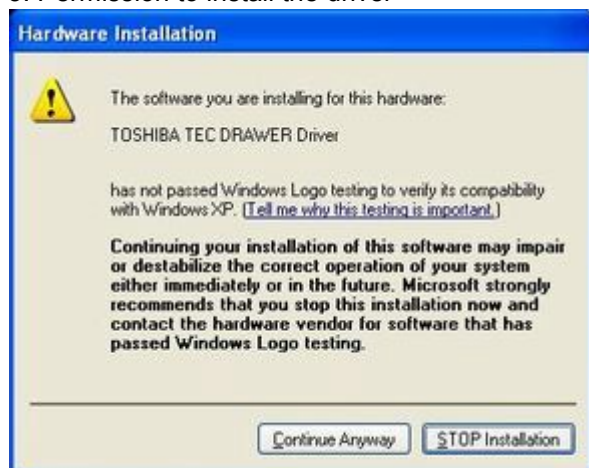 Hardware Installation
The software you are installing for this hardware:
TOSHIBA TEC DRAWER Driver
has not passed Windows Logo testing to verify its compatibility
with Windows XP. (Tell me why this testing is important.)
Continuing your installation of this software may impair
or destabilize the correct operation of your system
either immediately or in the future. Microsoft strongly
recommends that you stop this installation now and
contact the hardware vendor for software that has
passed Windows Logo testing.
Continue Anyway
STOP Installation